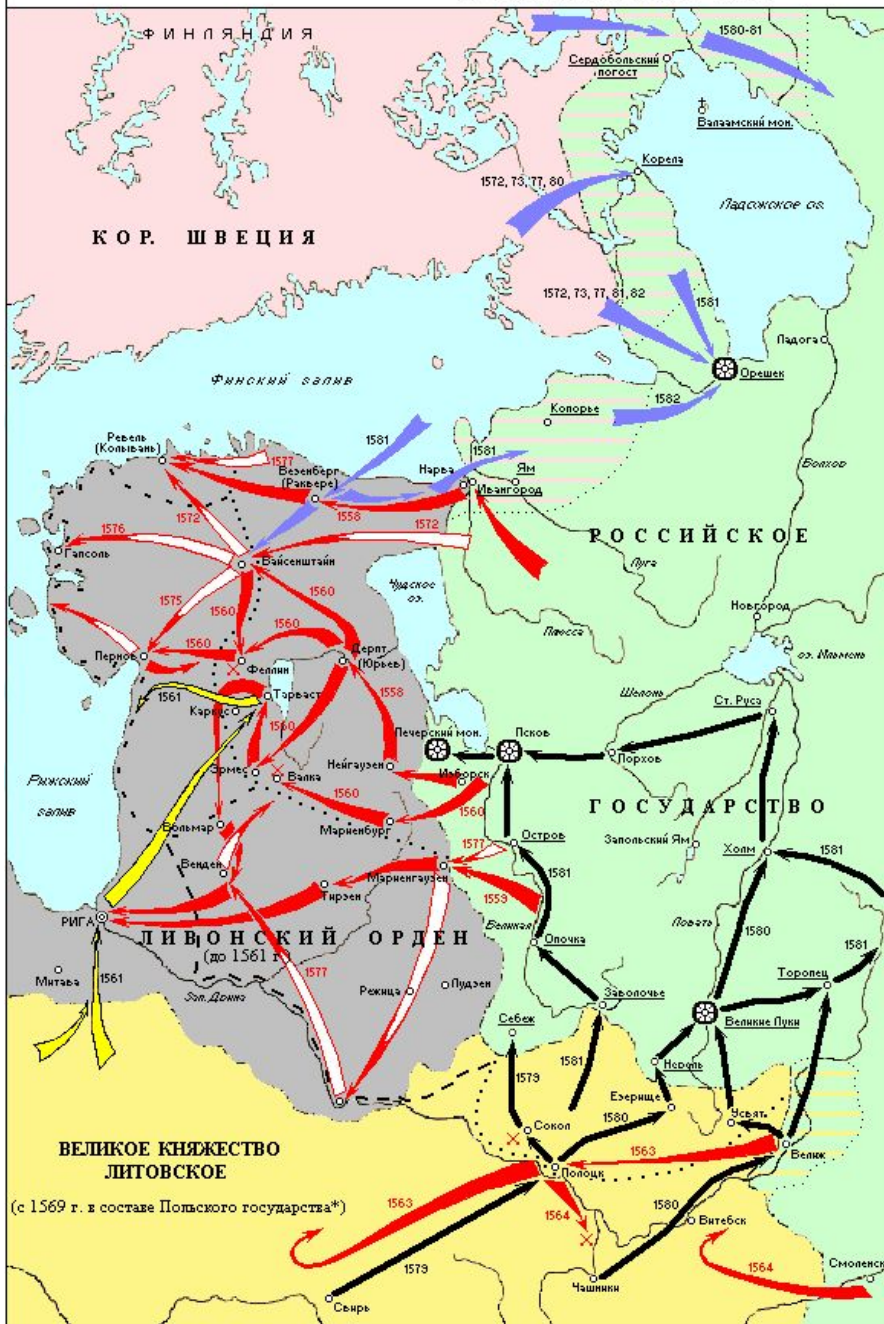 ФИНЛЯНДИЯ
1580-81
Сердобольский
погост
Валаамский мон.
Корела
1572, 73, 77, 80
Ладожское оз.
КОР. ШВЕЦИЯ
1572, 73, 77, 81, 82
1581
Ладога
Орешек
Финский залив
1582
Копорье
Ревель
(Колывань)
1581
1577
Везенберг
(Раквере)
Нарва
1581
Ям
Ивангород
Волхов
1558
1572
1572
1576
РОССИЙСКОЕ
Гапсаль
Вайсенштайн
Луга
Чудское
оз.
1575
1560
1560
Новгород
Плюсса
1560
1560
Дерпт
(Юрьев)
оз. Ильмень
Пернов
Феллин
Шелонь
1561
Тарваст
1558
Каркус
Ст. Руса
1560
Печерский мон.
Псков
Порхов
Эрмес
Валка
Нейгаузен
Изборск
Рижский
залив
1560
1560
ГОСУДАРСТВО
Вольмар
Мариенбург
Остров
Запольский Ям
1577
Холм
1581
Венден
Мариенгаузен
1581
Тирзен
1559
Великая
Ловать
РИГА
ЛИВОНСКИЙ ОРДЕН
(до 1561 г.)
Опочка
1580
1581
Митава
1561
1577
Торопец
Режица
Лудзен
Зап. Двина
Заволочье
Себеж
Великие Луки
1579
1581
Невель
Езерище
Усвят.
Сокол
1580
1563
ВЕЛИКОЕ КНЯЖЕСТВО
ЛИТОВСКОЕ
Полоцк
Велиж
(с 1569 г. в составе Польского государства*)
1563
1564
1580
Витебск
1579
1564
Смоленск
Чашники
Свирь